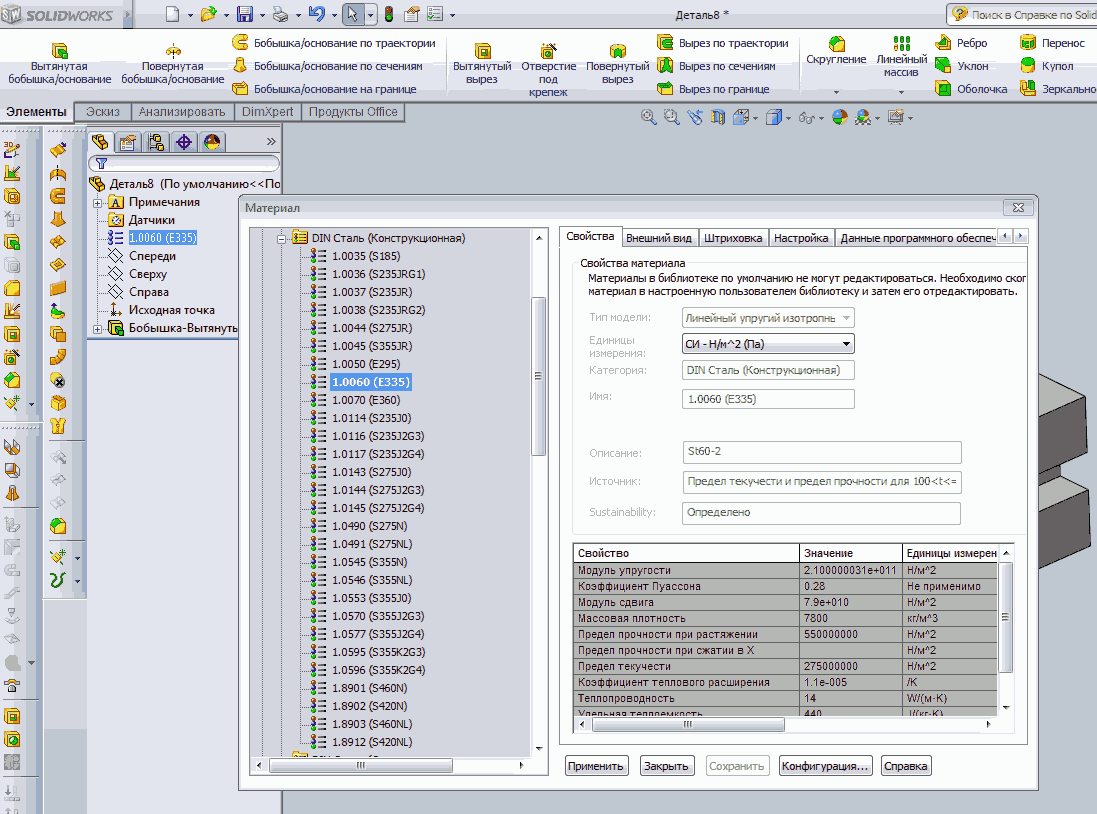 SOLIDWORKS
Деталь8 *
Поиск в Справке по Solid
Вытянутая бобышка/основание
Повернутая бобышка/основание
Бобышка/основание по траектории
Бобышка/основание по сечениям
Бобышка/основание на границе
Вытянутый вырез
Отверстие под крепеж
Повернутый вырез
Вырез по траектории
Вырез по сечениям
Вырез по границе
Скругление
Линейный массив
Ребро
Уклон
Оболочка
Перенос
Купол
Зеркально
Элементы
Эскиз
Анализировать
DimXpert
Продукты Office
Деталь8 (По умолчанию<<По
Примечания
Датчики
1.0060 (E335)
Спереди
Сверху
Справа
Исходная точка
Бобышка-Вытянуть
Материал
DIN Сталь (Конструкционная)
1.0035 (S185)
1.0036 (S235JRG1)
1.0037 (S235JR)
1.0038 (S235JRG2)
1.0044 (S275JR)
1.0045 (S355JR)
1.0050 (E295)
1.0060 (E335)
1.0070 (E360)
1.0114 (S235J0)
1.0116 (S235J2G3)
1.0117 (S235J2G4)
1.0143 (S275J0)
1.0144 (S275J2G3)
1.0145 (S275J2G4)
1.0490 (S275N)
1.0491 (S275NL)
1.0545 (S355N)
1.0546 (S355NL)
1.0553 (S355J0)
1.0570 (S355J2G3)
1.0577 (S355J2G4)
1.0595 (S355K2G3)
1.0596 (S355K2G4)
1.8901 (S460N)
1.8902 (S420N)
1.8903 (S460NL)
1.8912 (S420NL)
Свойства
Внешний вид
Штриховка
Настройка
Данные программного обеспеч
Свойства материала
Материалы в библиотеке по умолчанию не могут редактироваться. Необходимо скоп
материал в настроенную пользователем библиотеку и затем его отредактировать.
Тип модели: Линейный упругий изотропнь
Единицы измерения: СИ - Н/м^2 (Па)
Категория: DIN Сталь (Конструкционная)
Имя: 1.0060 (E335)
Описание: St60-2
Источник: Предел текучести и предел прочности для 100<t<=
Sustainability: Определено
Свойство Значение Единицы измерен
Модуль упругости 2.100000031e+011 Н/м^2
Коэффициент Пуассона 0.28 Не применимо
Модуль сдвига 7.9e+010 Н/м^2
Массовая плотность 7800 кг/м^3
Предел прочности при растяжении 550000000 Н/м^2
Предел прочности при сжатии в X Н/м^2
Предел текучести 275000000 Н/м^2
Коэффициент теплового расширения 1.1e-005 /K
Теплопроводность 14 W/(м·K)
Удельная теплоемкость 440 J/(кг·K)
Применить
Закрыть
Сохранить
Конфигурация...
Справка